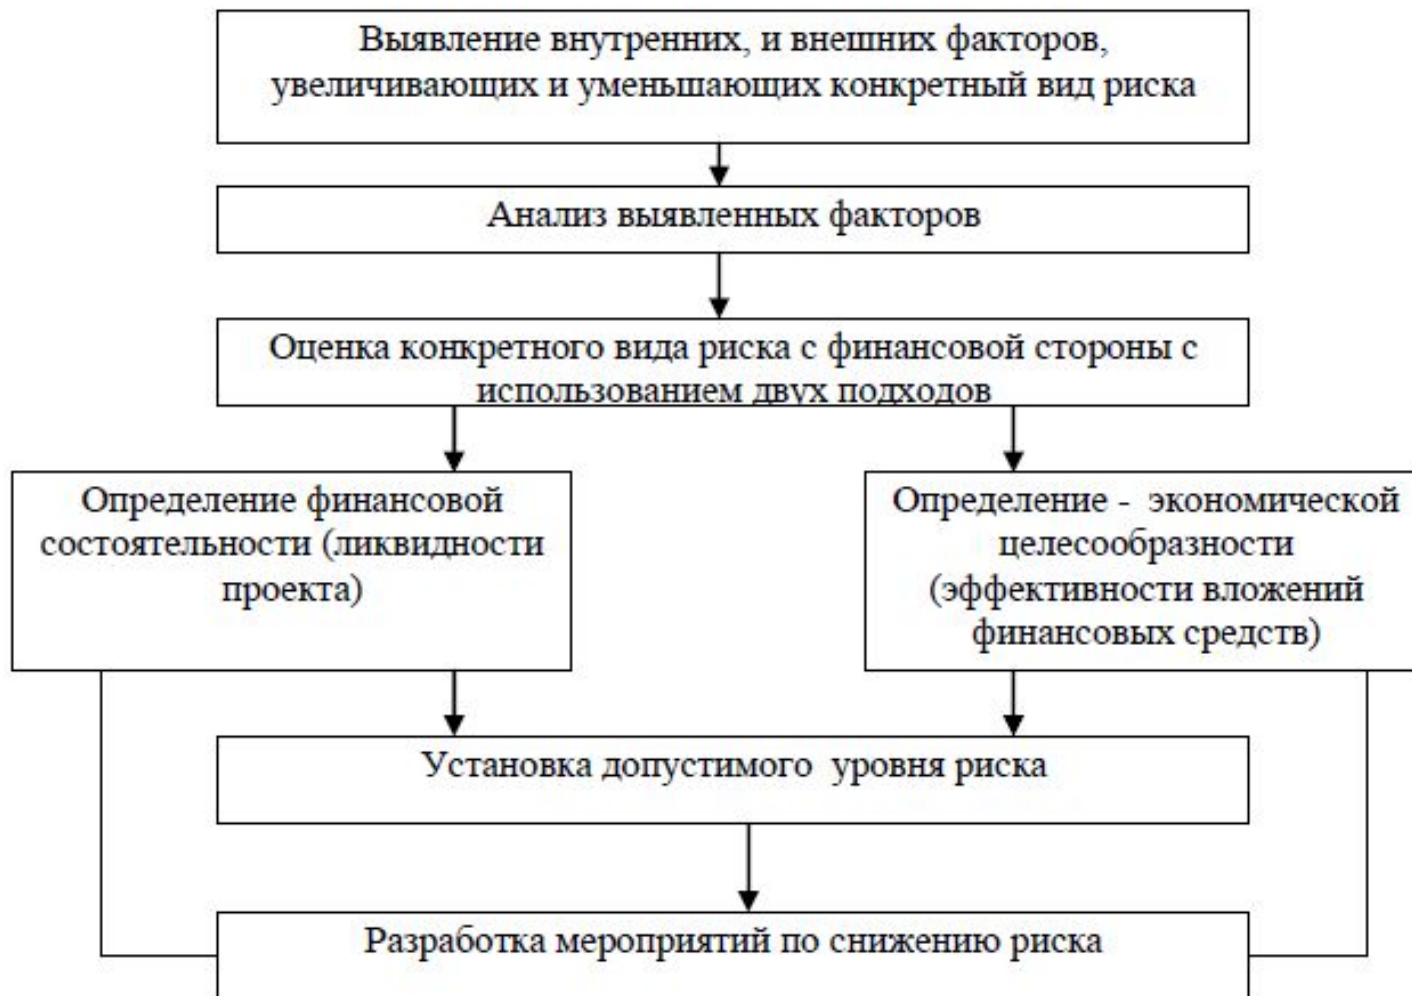 Выявление внутренних, и внешних факторов,
увеличивающих и уменьшающих конкретный вид риска
Анализ выявленных факторов
Оценка конкретного вида риска с финансовой стороны с
использованием двух подходов
Определение финансовой
состоятельности (ликвидности
проекта)
Определение - экономической
целесообразности
(эффективности вложений
финансовых средств)
Установка допустимого уровня риска
Разработка мероприятий по снижению риска